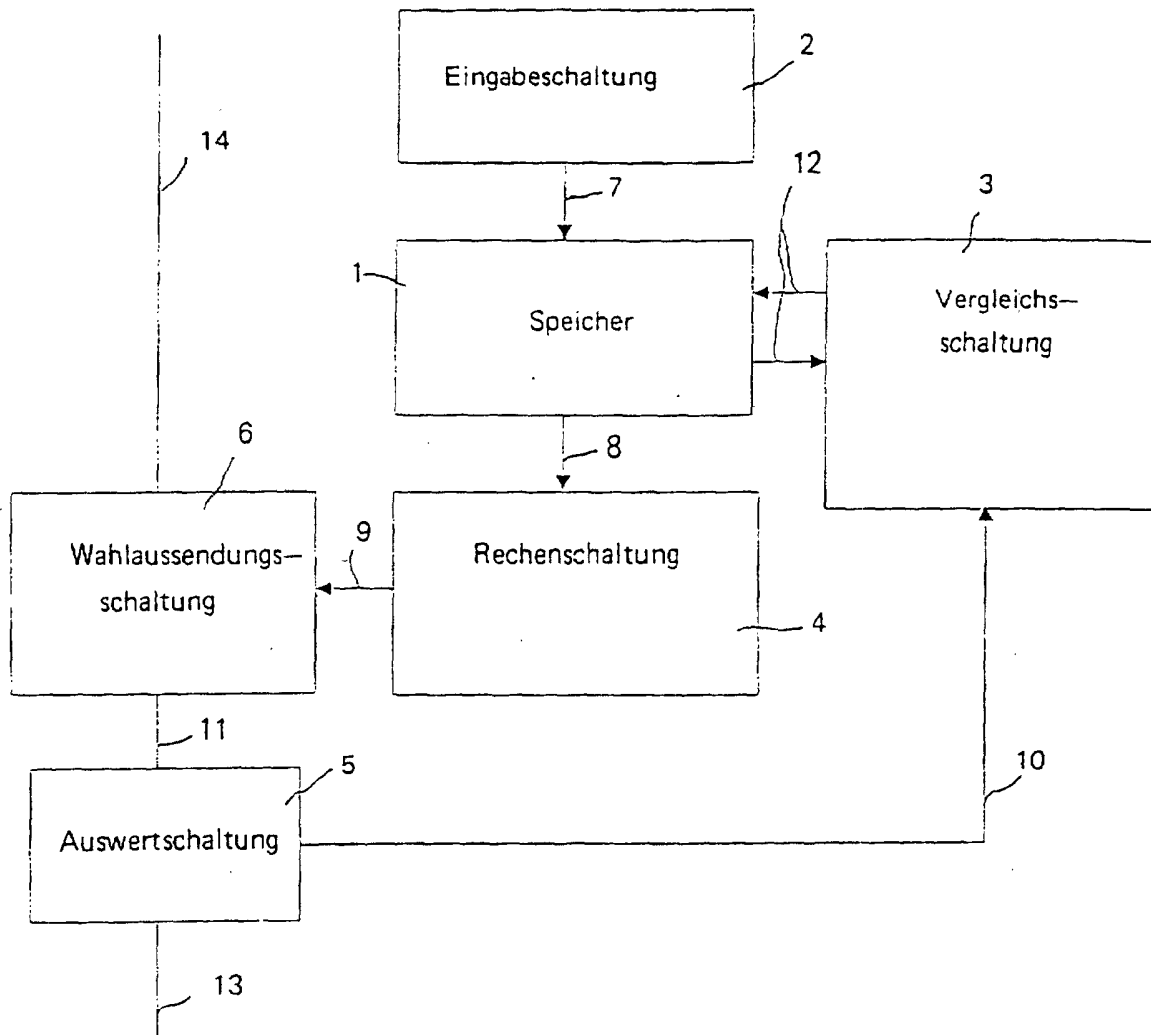 2
Eingabeschaltung
14
7
12
3
1
Speicher
Vergleichs—
schaltung
8
6
9
Wahlaussendungs—
schaltung
Rechenschaltung
4
11
5
10
Auswertschaltung
13